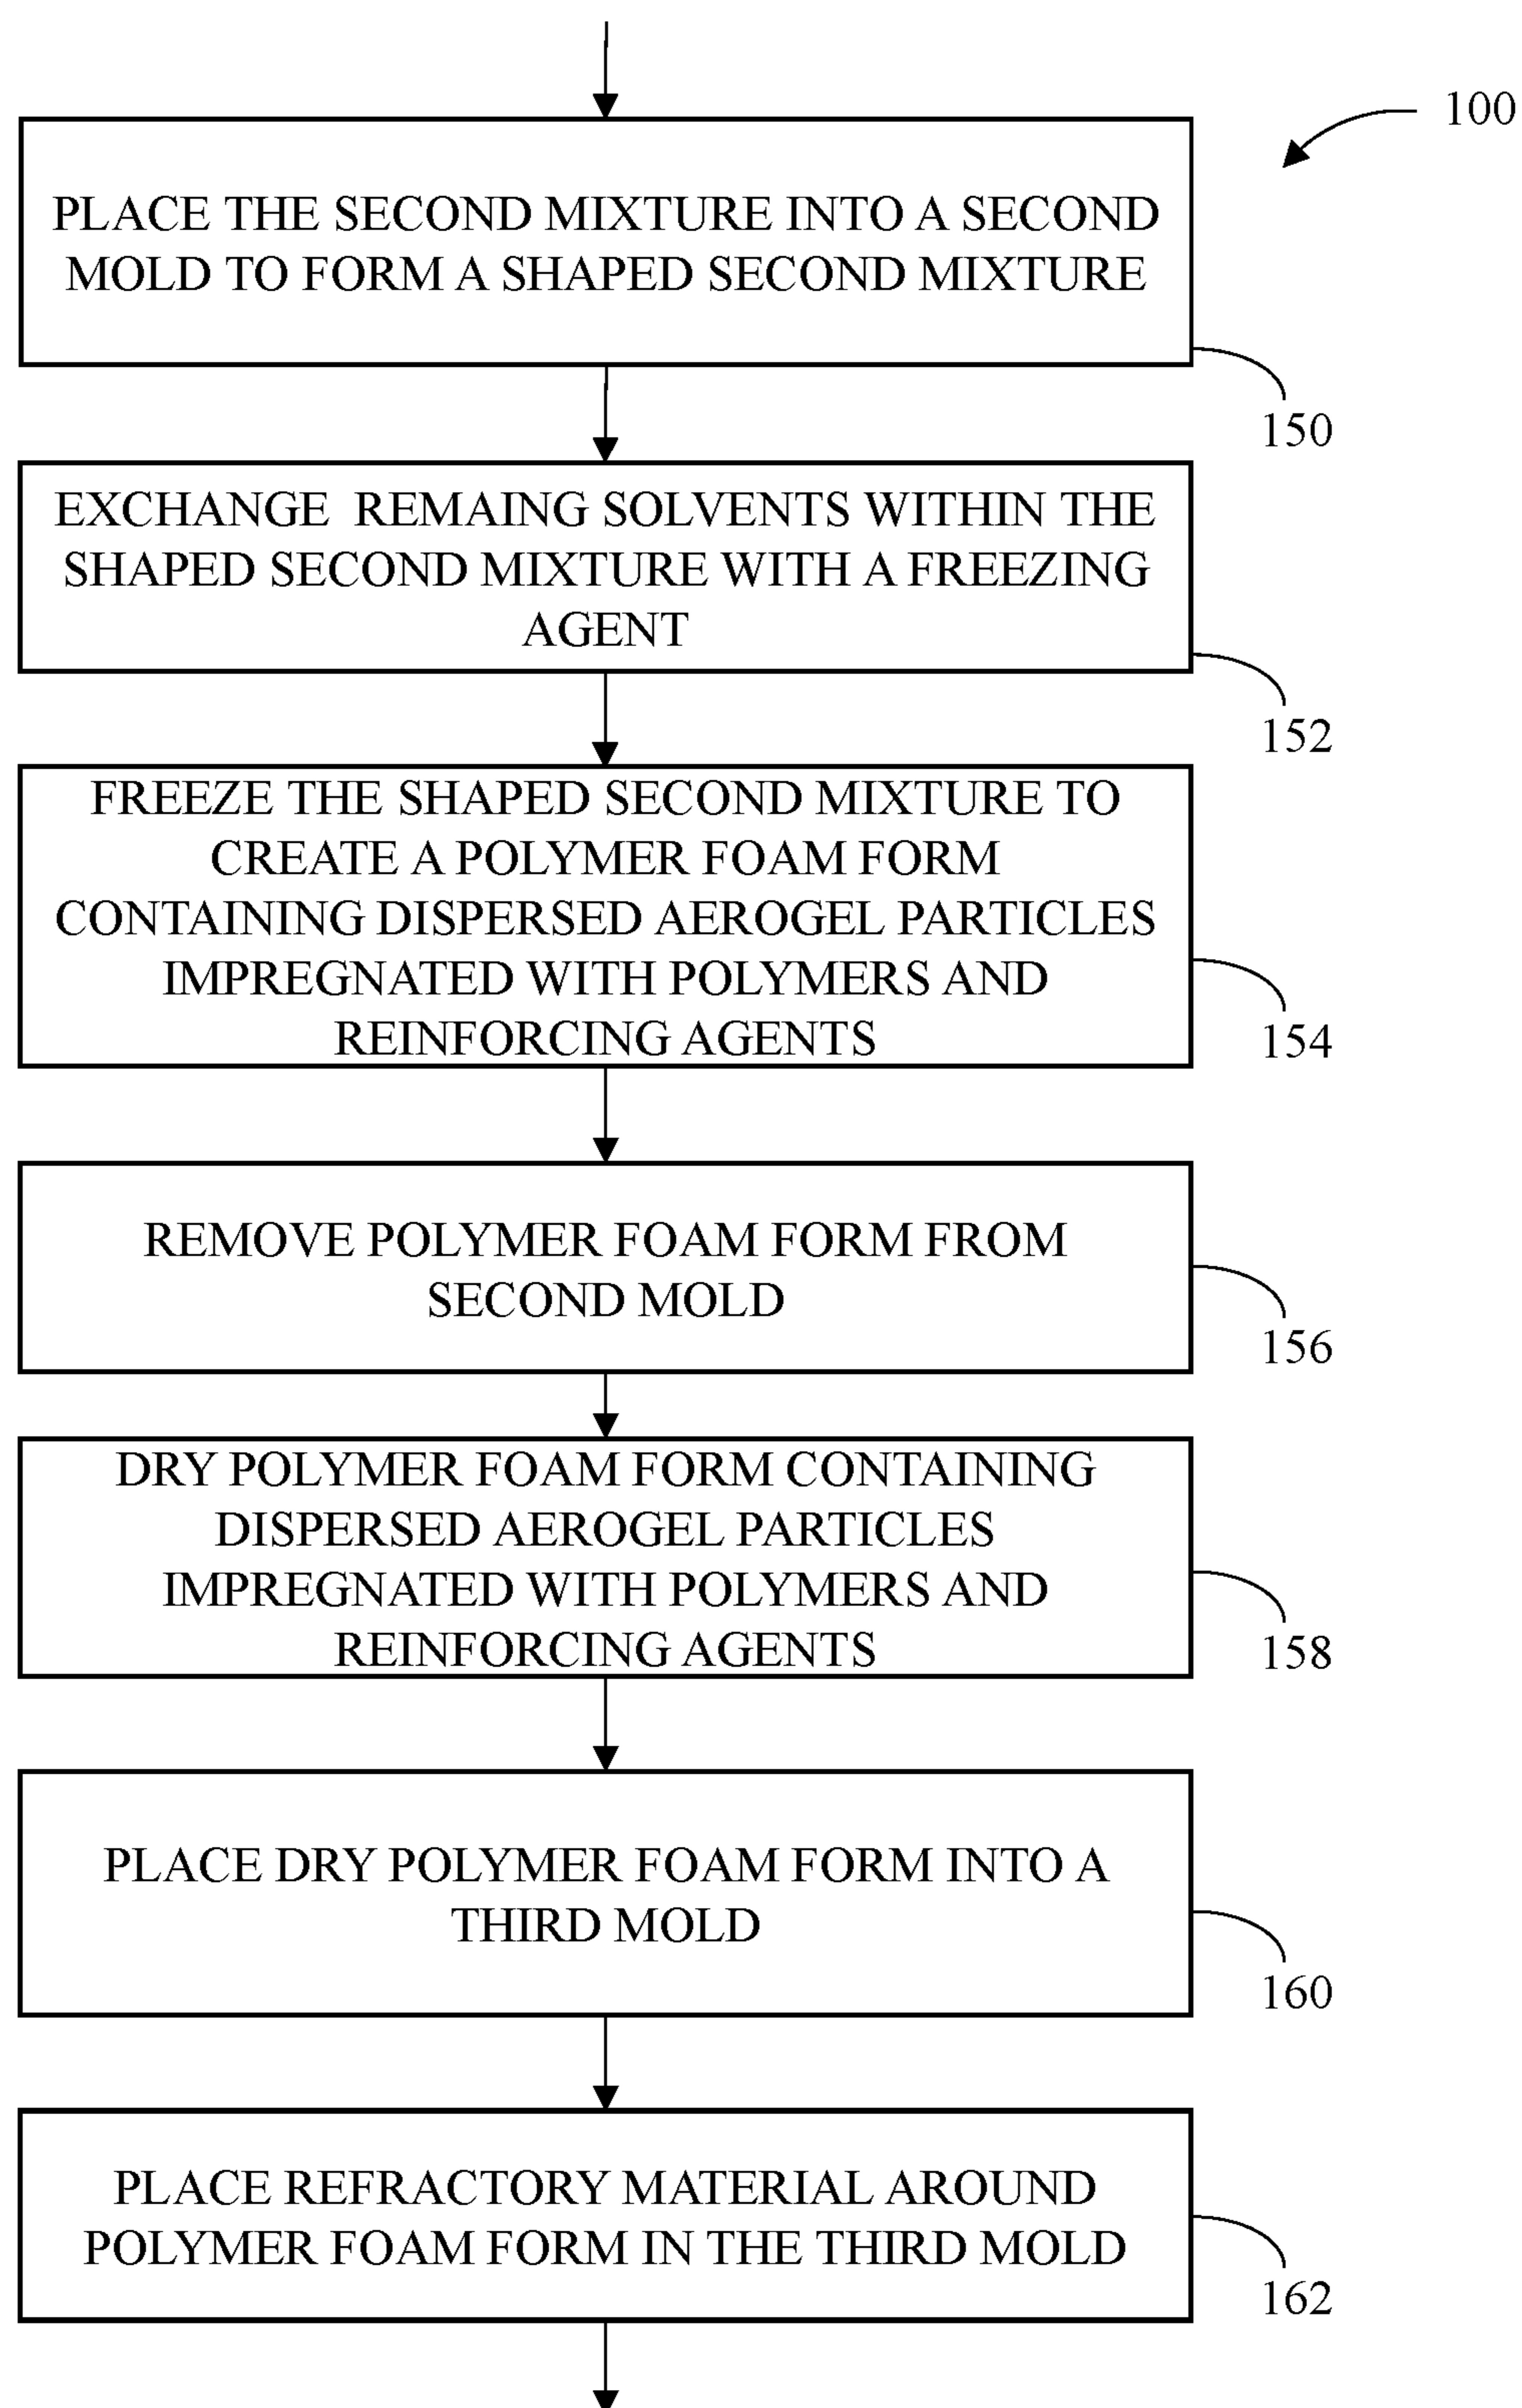 100
PLACE THE SECOND MIXTURE INTO A SECOND
MOLD TO FORM A SHAPED SECOND MIXTURE
150
EXCHANGE REMAING SOLVENTS WITHIN THE
SHAPED SECOND MIXTURE WITH A FREEZING
AGENT
152
FREEZE THE SHAPED SECOND MIXTURE TO
CREATE A POLYMER FOAM FORM
CONTAINING DISPERSED AEROGEL PARTICLES
IMPREGNATED WITH POLYMERS AND
REINFORCING AGENTS
154
REMOVE POLYMER FOAM FORM FROM
SECOND MOLD
156
DRY POLYMER FOAM FORM CONTAINING
DISPERSED AEROGEL PARTICLES
IMPREGNATED WITH POLYMERS AND
REINFORCING AGENTS
158
PLACE DRY POLYMER FOAM FORM INTO A
THIRD MOLD
160
PLACE REFRACTORY MATERIAL AROUND
POLYMER FOAM FORM IN THE THIRD MOLD
162